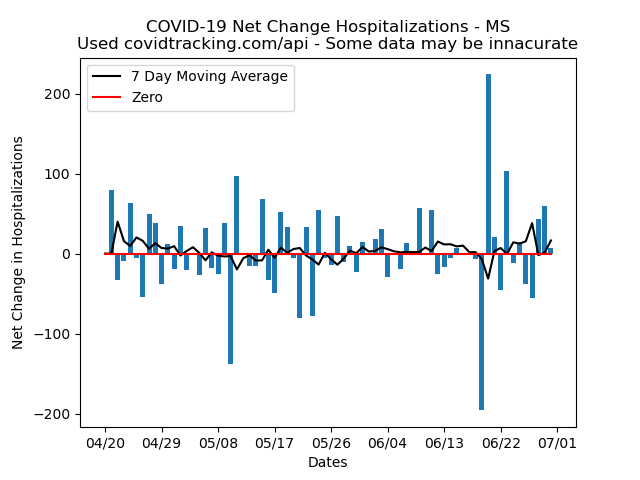 COVID-19 Net Change Hospitalizations - MS
Used covidtracking.com/api - Some data may be innacurate
7 Day Moving Average
Zero
Net Change in Hospitalizations
200
100
0
−100
−200
04/20 04/29 05/08 05/17 05/26 06/04 06/13 06/22 07/01
Dates